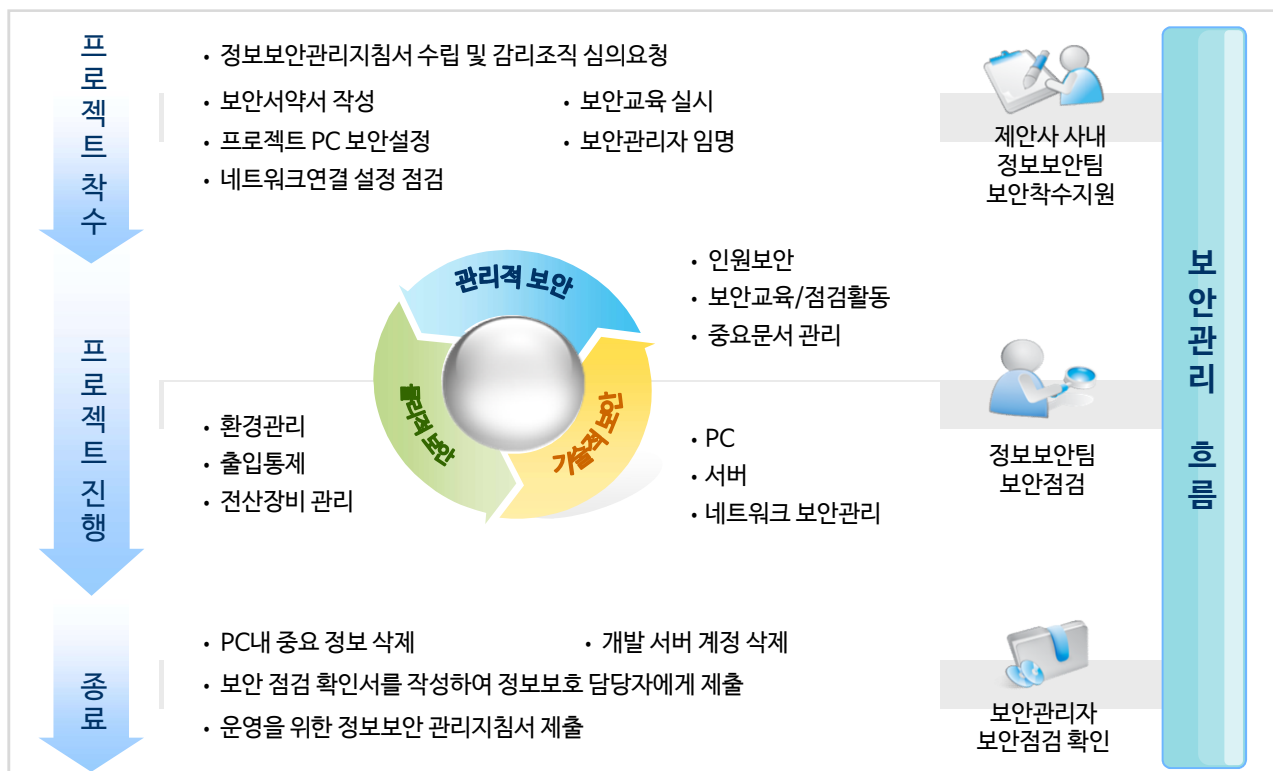 프로젝트 착수
• 정보보안관리지침서 수립 및 감리조직 심의요청
• 보안서약서 작성
• 보안교육 실시
• 프로젝트 PC 보안설정
• 보안관리자 임명
• 네트워크연결 설정 점검
제안사 사내
정보보안팀
보안착수지원
프로젝트 진행
관리적 보안
물리적 보안
기술적 보안
• 인원보안
• 보안교육/점검활동
• 중요문서 관리
• 환경관리
• 출입통제
• 전산장비 관리
• PC
• 서버
• 네트워크 보안관리
정보보안팀
보안점검
종료
• PC내 중요 정보 삭제
• 개발 서버 계정 삭제
• 보안 점검 확인서를 작성하여 정보보호 담당자에게 제출
• 운영을 위한 정보보안 관리지침서 제출
보안관리자
보안점검 확인
보안관리 흐름